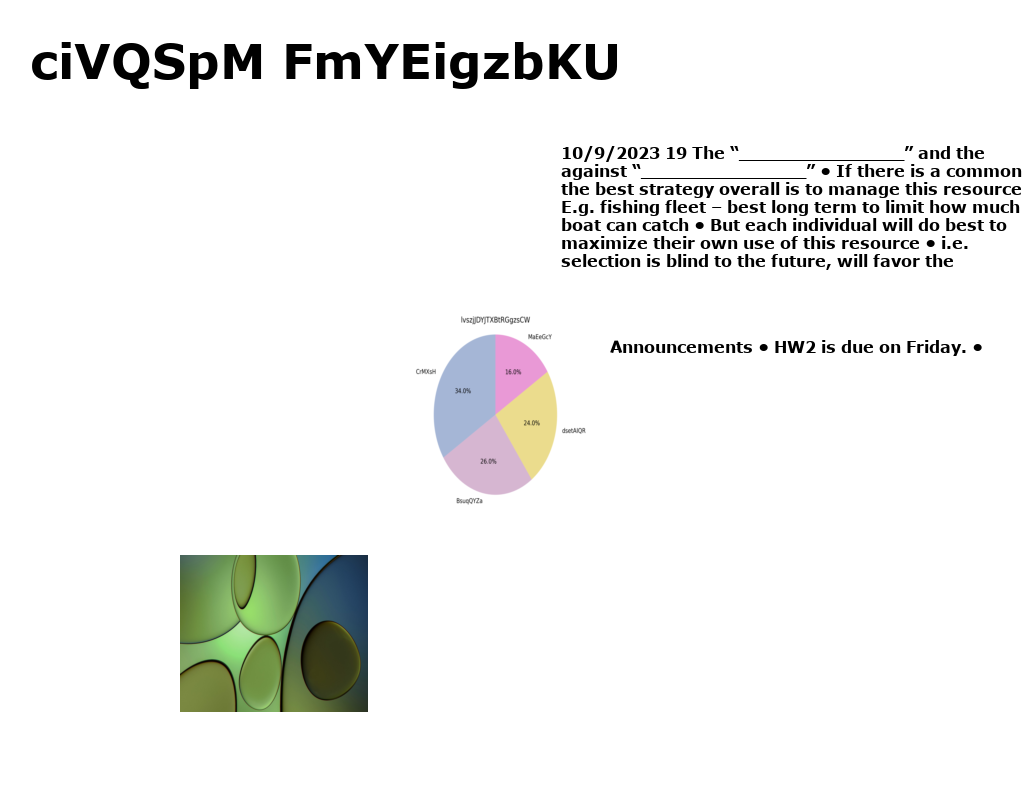 ciVQSpM FmYEigzbKU
10/9/2023 19 The “___________________” and the
against “___________________” • If there is a common
the best strategy overall is to manage this resource
E.g. fishing fleet – best long term to limit how much
boat can catch • But each individual will do best to
maximize their own use of this resource • i.e.
selection is blind to the future, will favor the
IvszjJDYJTXBtRGgzsCW
MaEeGcY
Announcements • HW2 is due on Friday. •
CrMXsH
16.0%
34.0%
24.0%
dsetAIQR
26.0%
BsuqQYZa